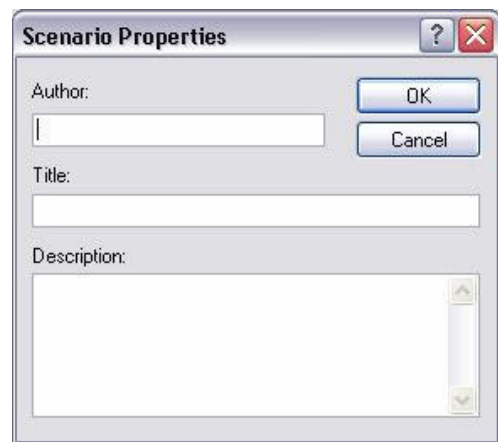 Scenario Properties
Author:
OK
Cancel
Title:
Description: